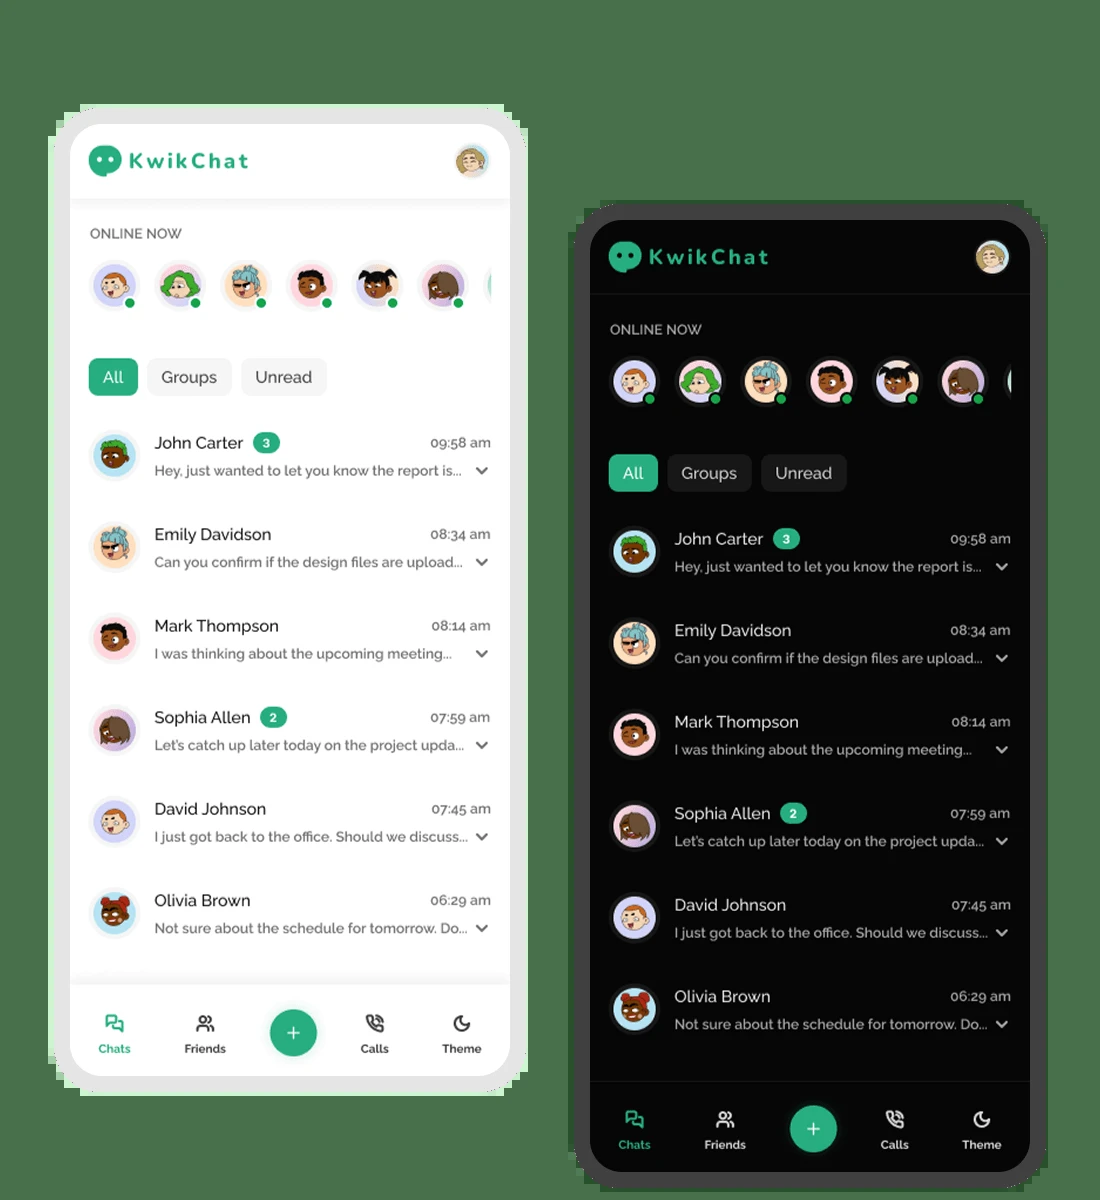 KwikChat
ONLINE NOW
All
Groups
Unread
John Carter 3 09:58 am
Hey, just wanted to let you know the report is...
Emily Davidson 08:34 am
Can you confirm if the design files are upload...
Mark Thompson 08:14 am
I was thinking about the upcoming meeting...
Sophia Allen 2 07:59 am
Let's catch up later today on the project upda...
David Johnson 07:45 am
I just got back to the office. Should we discuss...
Olivia Brown 06:29 am
Not sure about the schedule for tomorrow. Do...
Chats
Friends
Calls
Theme
KwikChat
ONLINE NOW
All
Groups
Unread
John Carter 3 09:58 am
Hey, just wanted to let you know the report is...
Emily Davidson 08:34 am
Can you confirm if the design files are upload...
Mark Thompson 08:14 am
I was thinking about the upcoming meeting...
Sophia Allen 2 07:59 am
Let's catch up later today on the project upda...
David Johnson 07:45 am
I just got back to the office. Should we discuss...
Olivia Brown 06:29 am
Not sure about the schedule for tomorrow. Do...
Chats
Friends
Calls
Theme